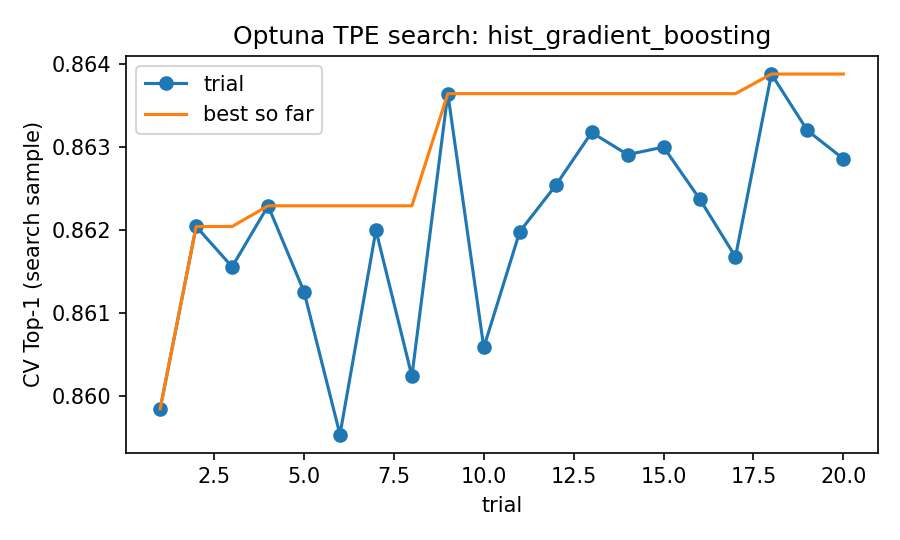 Optuna TPE search: hist_gradient_boosting
trial
best so far
CV Top-1 (search sample)
0.864
0.863
0.862
0.861
0.860
2.5 5.0 7.5 10.0 12.5 15.0 17.5 20.0
trial